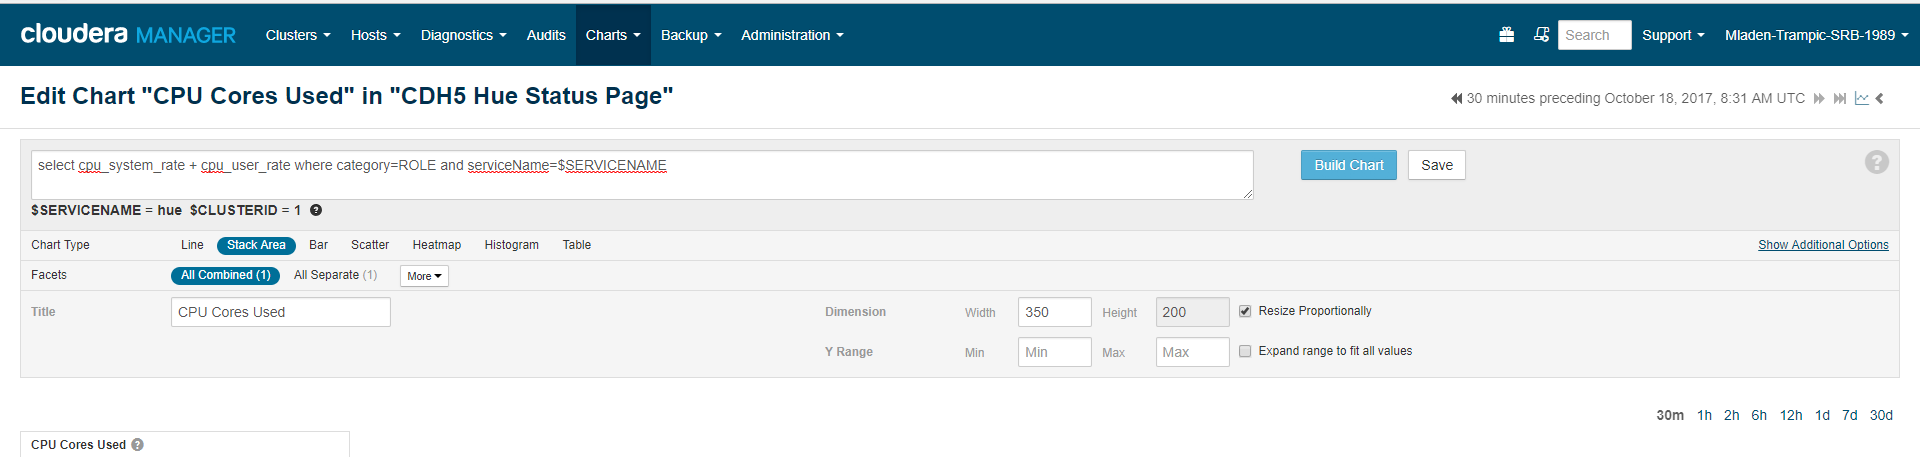 cloudera MANAGER Clusters Hosts Diagnostics Audits Charts Backup Administration Search Support Mladen-Trampic-SRB-1989
Edit Chart "CPU Cores Used" in "CDH5 Hue Status Page"
30 minutes preceding October 18, 2017, 8:31 AM UTC
select cpu_system_rate + cpu_user_rate where category=ROLE and serviceName=$SERVICENAME
Build Chart Save ?
$SERVICENAME = hue $CLUSTERID = 1 ?
Chart Type Line Stack Area Bar Scatter Heatmap Histogram Table Show Additional Options
Facets All Combined (1) All Separate (1) More
Title CPU Cores Used Dimension Width 350 Height 200 Resize Proportionally
Y Range Min Min Max Max Expand range to fit all values
30m 1h 2h 6h 12h 1d 7d 30d
CPU Cores Used ?